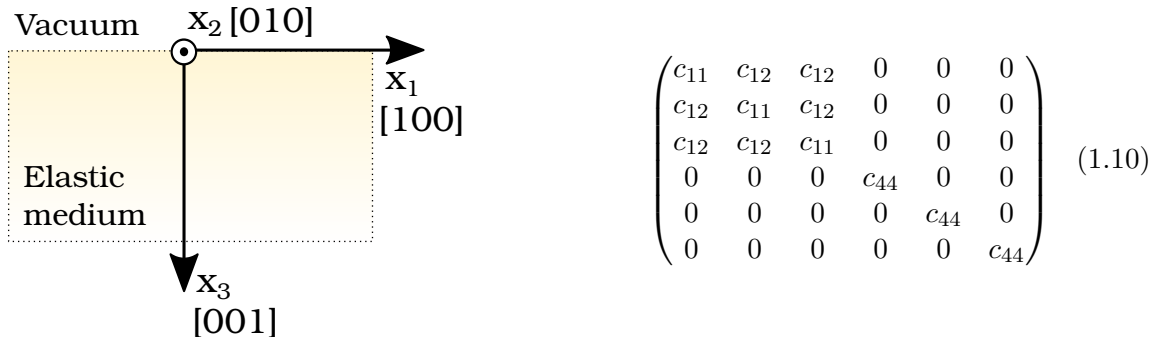 Vacuum
x₂ [010]
x₁
[100]
Elastic
medium
x₃
[001]
c₁₁ c₁₂ c₁₂ 0 0 0
c₁₂ c₁₁ c₁₂ 0 0 0
c₁₂ c₁₂ c₁₁ 0 0 0
0 0 0 c₄₄ 0 0
0 0 0 0 c₄₄ 0
0 0 0 0 0 c₄₄
(1.10)